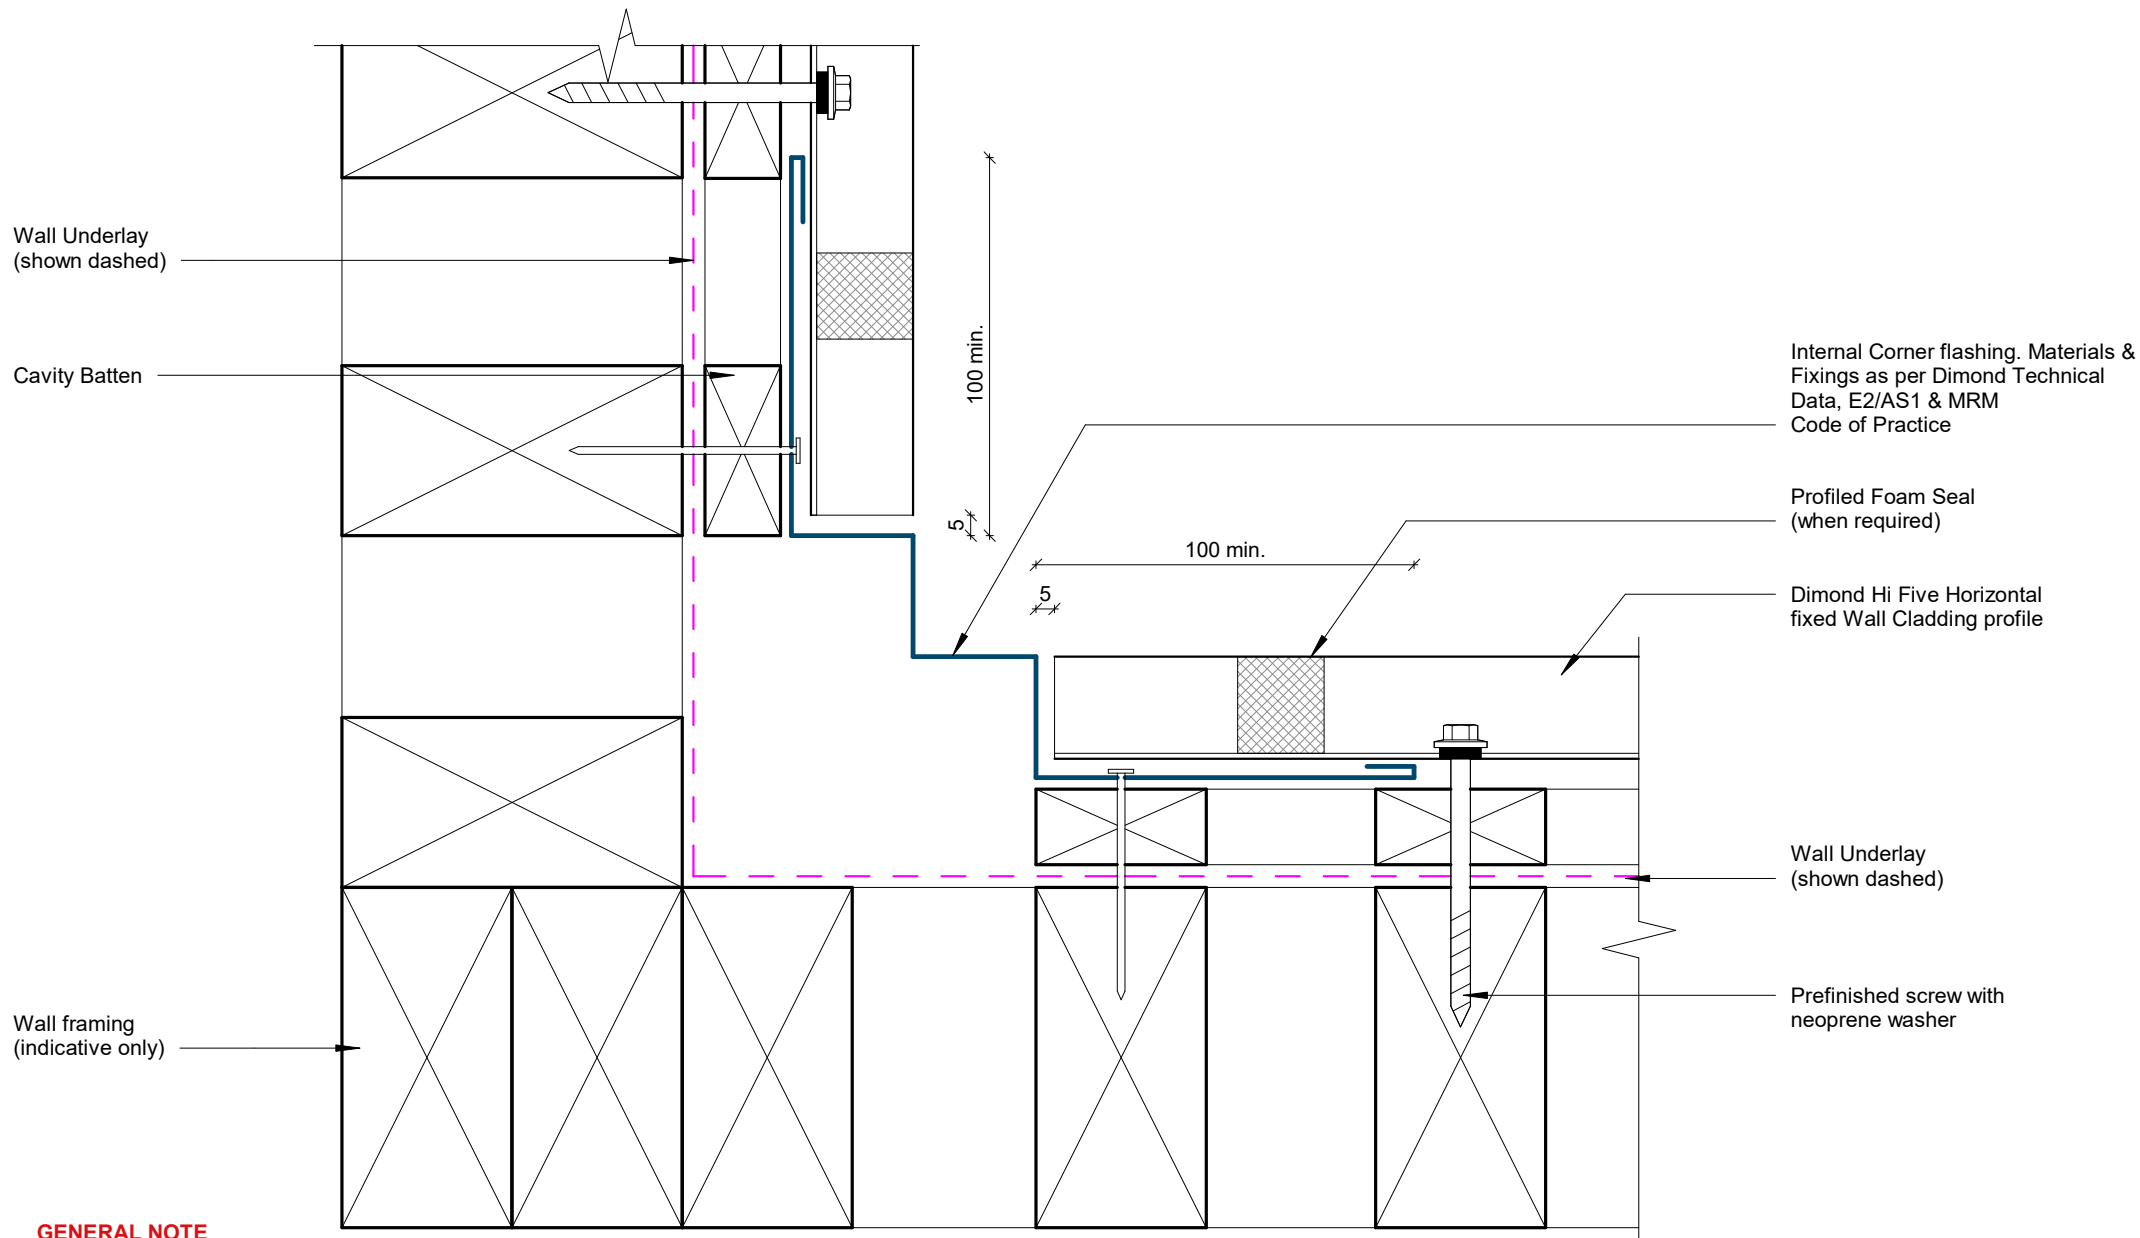 Wall Underlay
(shown dashed)
Cavity Batten
Wall framing
(indicative only)
100 min.
5
100 min.
5
Internal Corner flashing. Materials &
Fixings as per Dimond Technical
Data, E2/AS1 & MRM
Code of Practice
Profiled Foam Seal
(when required)
Dimond Hi Five Horizontal
fixed Wall Cladding profile
Wall Underlay
(shown dashed)
Prefinished screw with
neoprene washer
GENERAL NOTE